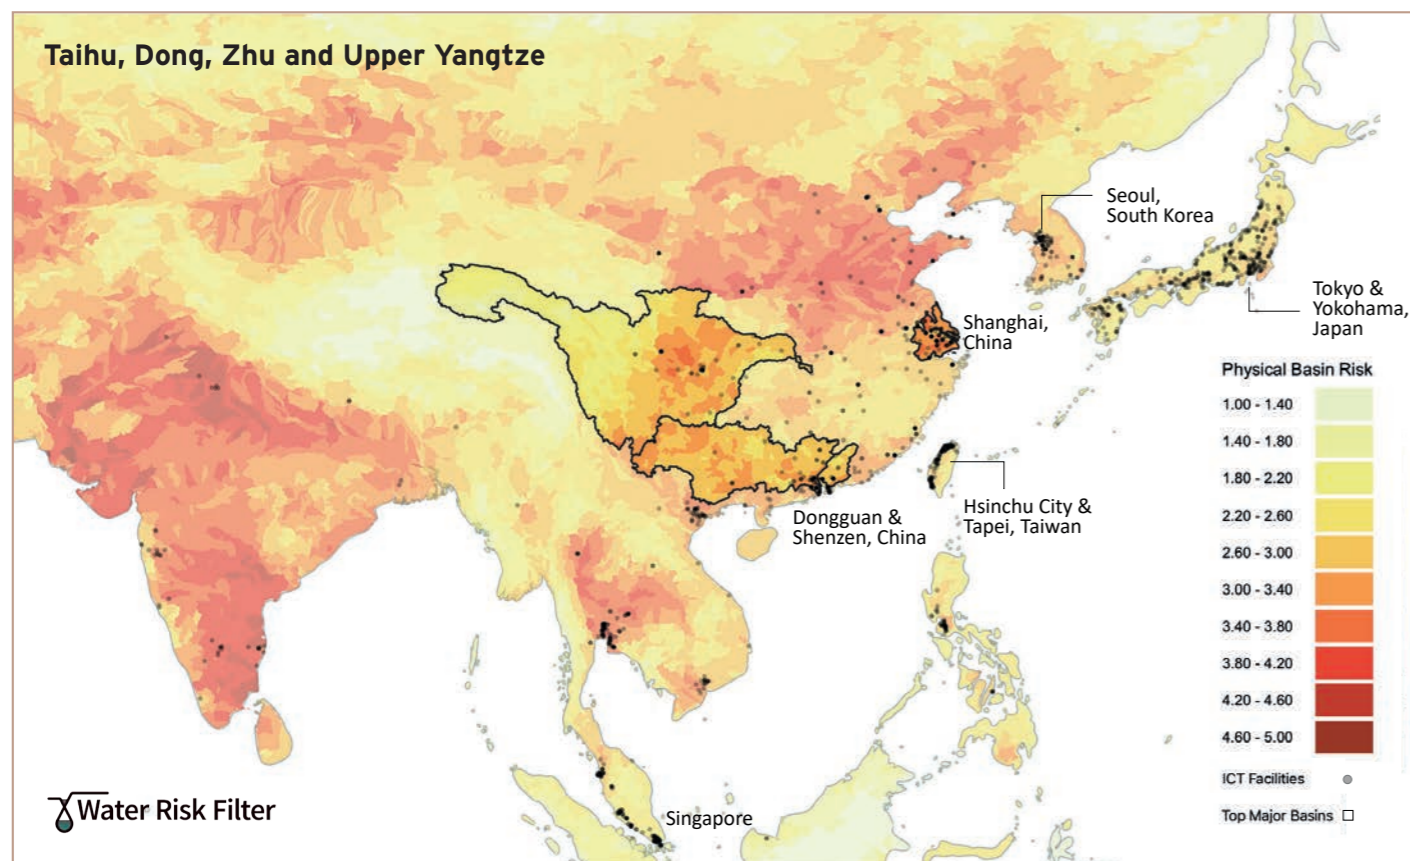 Taihu, Dong, Zhu and Upper Yangtze
Seoul,
South Korea
Tokyo &
Yokohama,
Japan
Shanghai,
China
Hsinchu City &
Tapei, Taiwan
Dongguan &
Shenzen, China
Singapore
Physical Basin Risk
1.00 - 1.40
1.40 - 1.80
1.80 - 2.20
2.20 - 2.60
2.60 - 3.00
3.00 - 3.40
3.40 - 3.80
3.80 - 4.20
4.20 - 4.60
4.60 - 5.00
ICT Facilities
Top Major Basins
Water Risk Filter